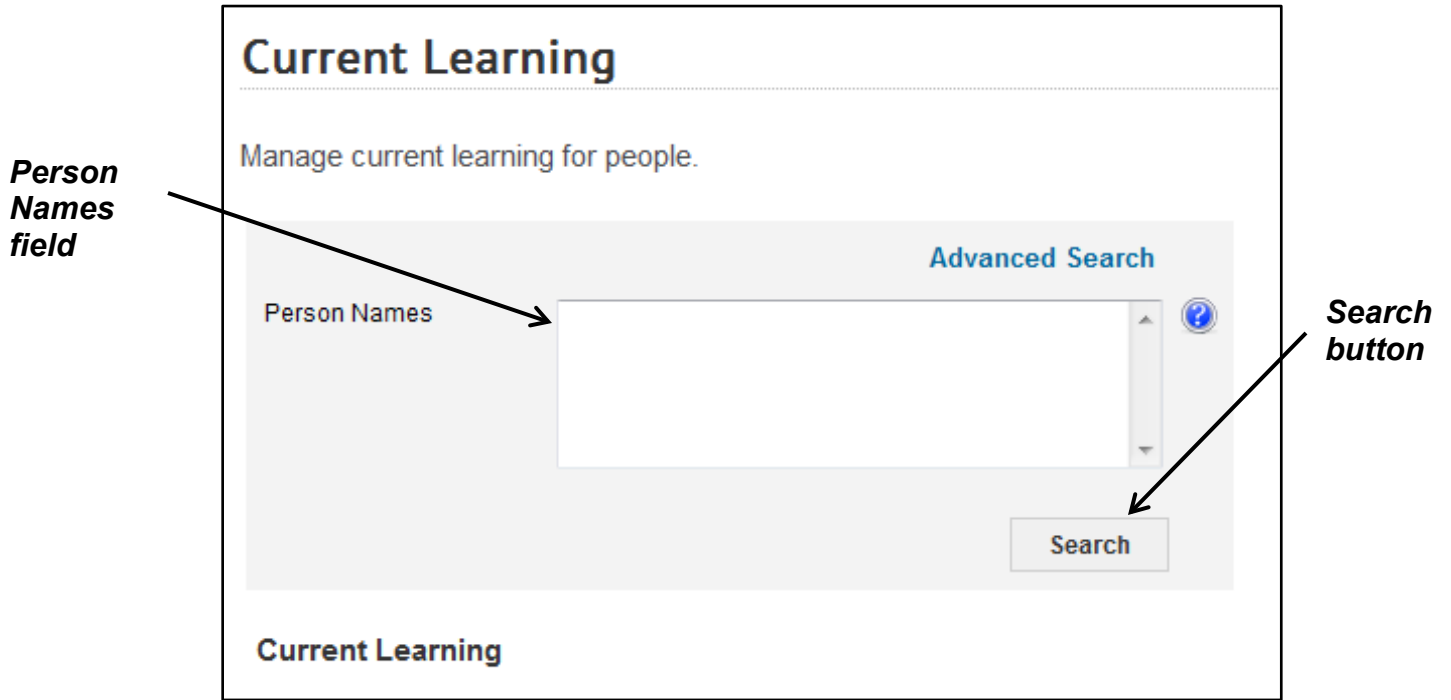 Current Learning
Manage current learning for people.
Person
Names
field
Advanced Search
Person Names
?
Search
button
Search
Current Learning